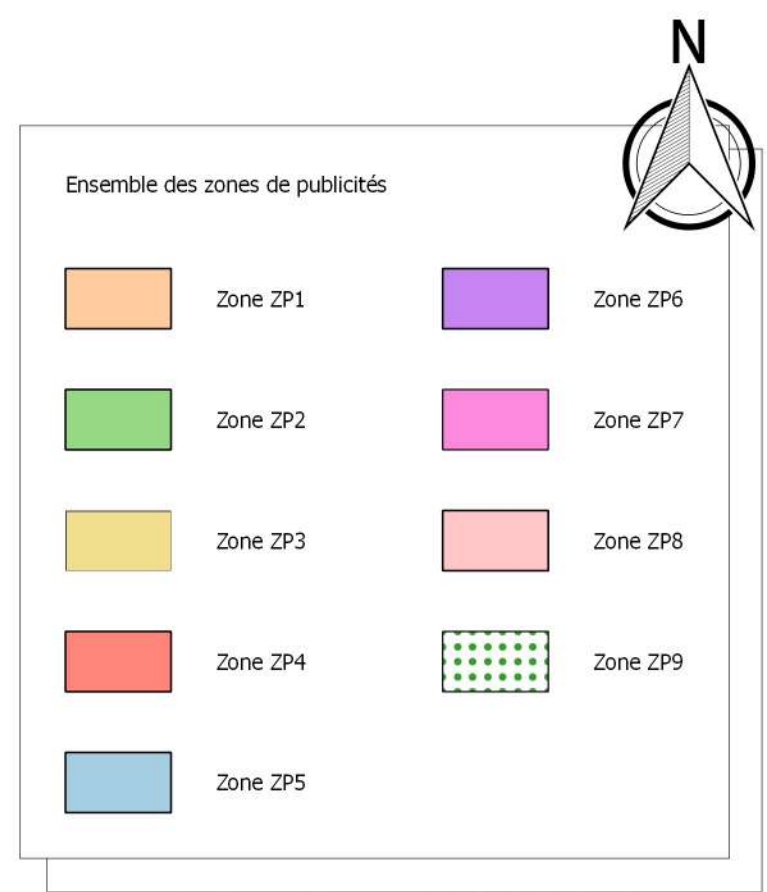 N
Ensemble des zones de publicités
Zone ZP1
Zone ZP2
Zone ZP3
Zone ZP4
Zone ZP5
Zone ZP6
Zone ZP7
Zone ZP8
Zone ZP9